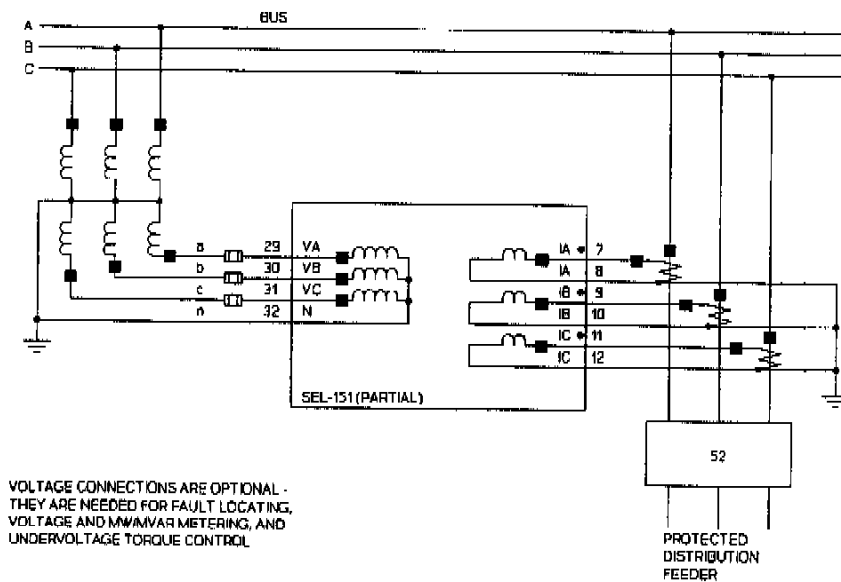 BUS
A
B
C
a 29 VA
b 30 VB
c 31 VC
n 32 N
IA 7
IA 8
IB 9
IB 10
IC 11
IC 12
SEL-151 (PARTIAL)
52
VOLTAGE CONNECTIONS ARE OPTIONAL -
THEY ARE NEEDED FOR FAULT LOCATING,
VOLTAGE AND MW/MVAR METERING, AND
UNDERVOLTAGE TORQUE CONTROL
PROTECTED
DISTRIBUTION
FEEDER